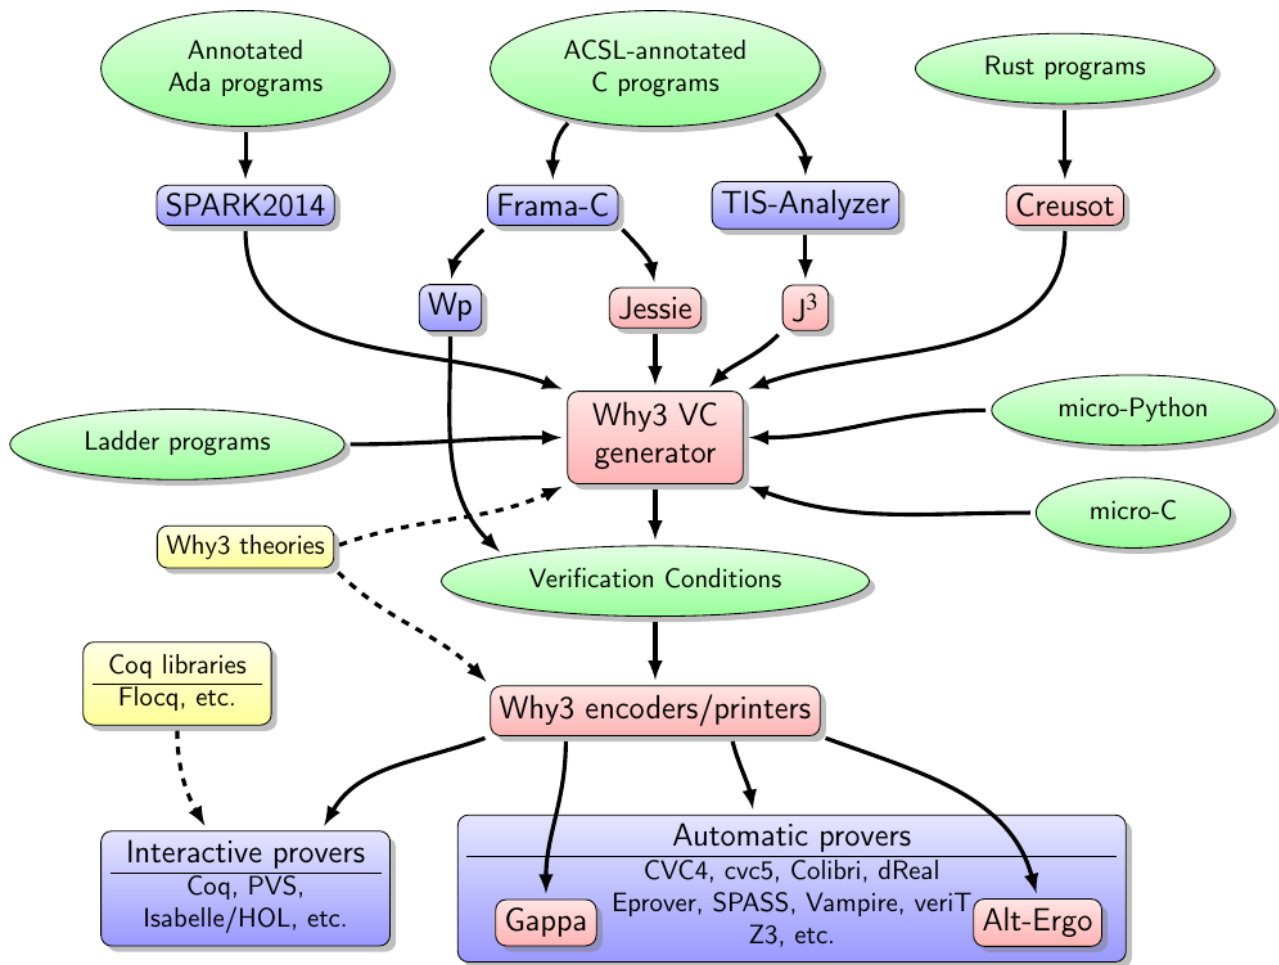 Annotated
Ada programs
ACSL-annotated
C programs
Rust programs
SPARK2014
Frama-C
TIS-Analyzer
Creusot
Wp
Jessie
J³
Why3 VC
generator
micro-Python
Ladder programs
micro-C
Why3 theories
Verification Conditions
Coq libraries
Flocq, etc.
Why3 encoders/printers
Interactive provers
Coq, PVS,
Isabelle/HOL, etc.
Automatic provers
CVC4, cvc5, Colibri, dReal
Eprover, SPASS, Vampire, veriT
Z3, etc.
Gappa
Alt-Ergo